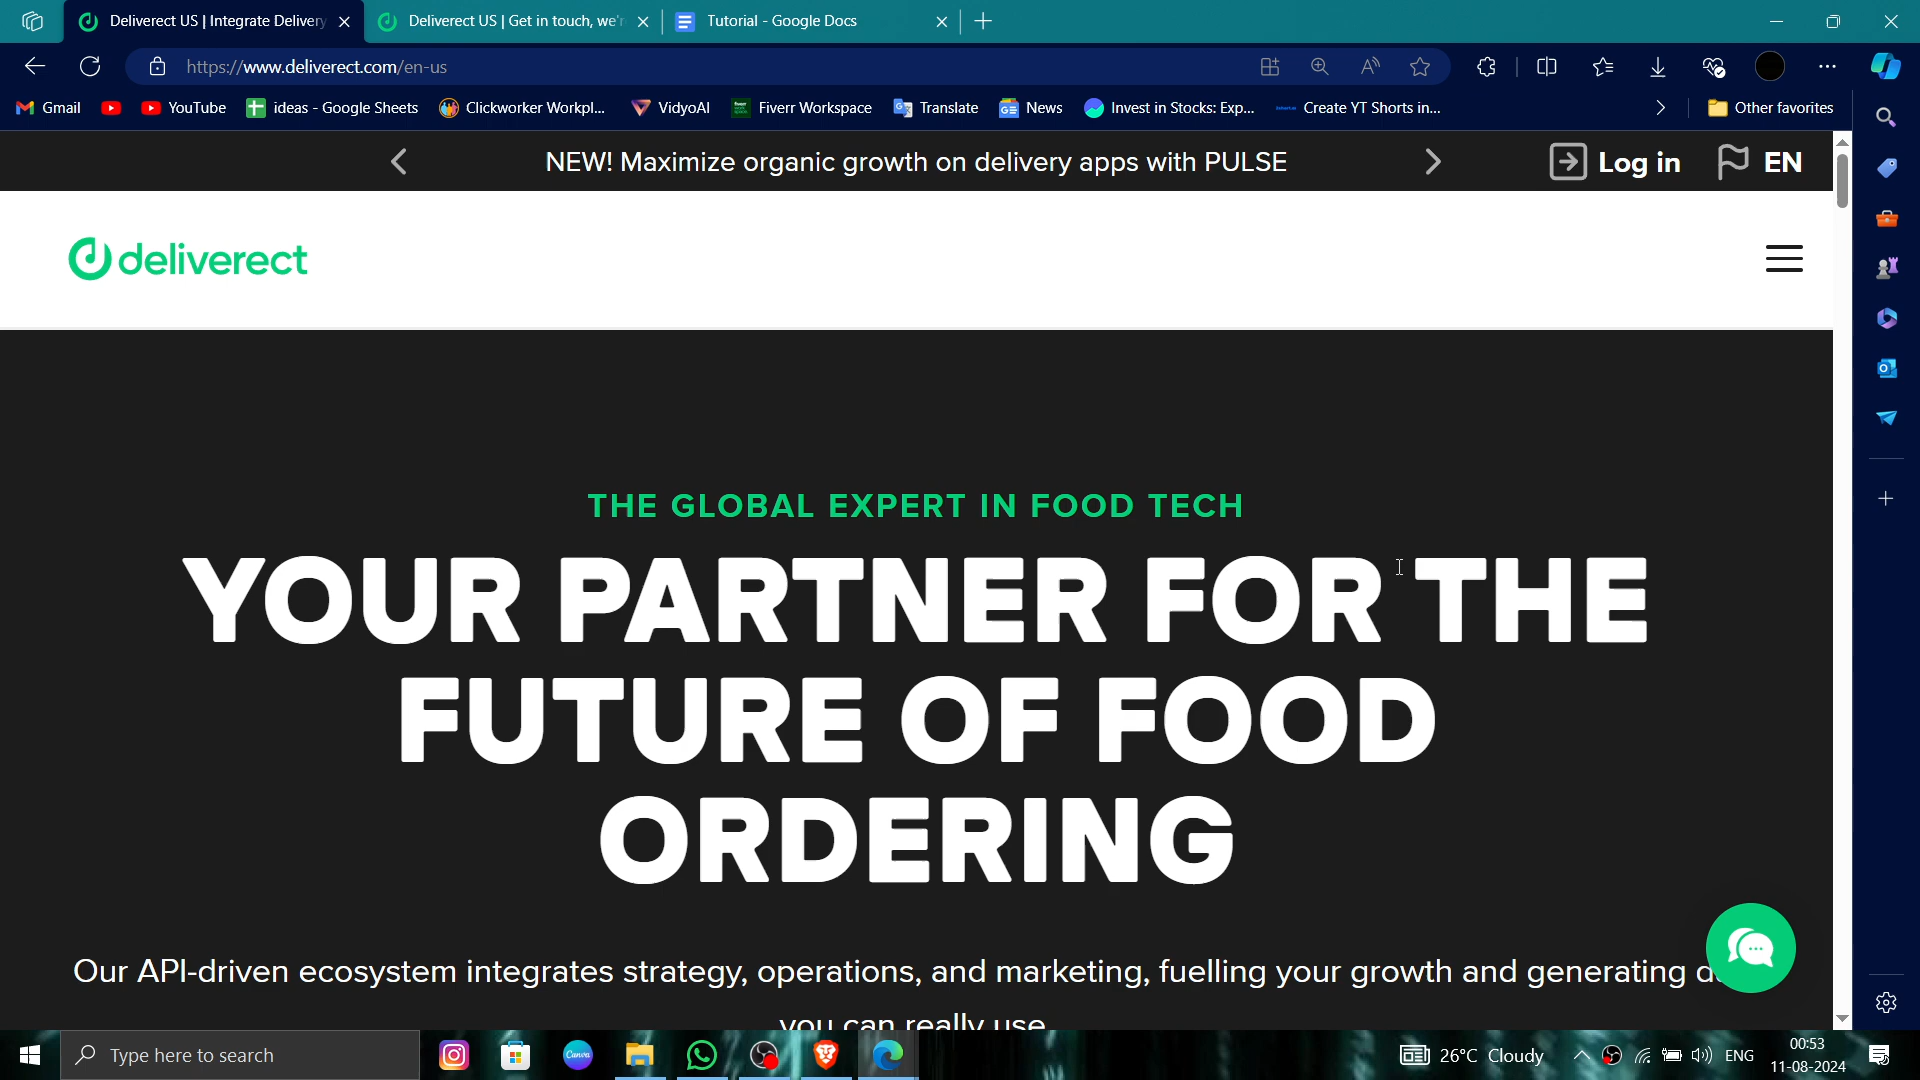 Deliverect US | Integrate Delivery
Deliverect US | Get in touch, we'r
Tutorial - Google Docs
https://www.deliverect.com/en-us
Gmail
YouTube
ideas - Google Sheets
Clickworker Workpl...
VidyoAI
Fiverr Workspace
Translate
News
Invest in Stocks: Exp...
Create YT Shorts in...
Other favorites
NEW! Maximize organic growth on delivery apps with PULSE
Log in
EN
deliverect
THE GLOBAL EXPERT IN FOOD TECH
YOUR PARTNER FOR THE
FUTURE OF FOOD
ORDERING
Our API-driven ecosystem integrates strategy, operations, and marketing, fuelling your growth and generating
you can really use
Type here to search
Canva
26°C Cloudy
ENG
00:53
11-08-2024